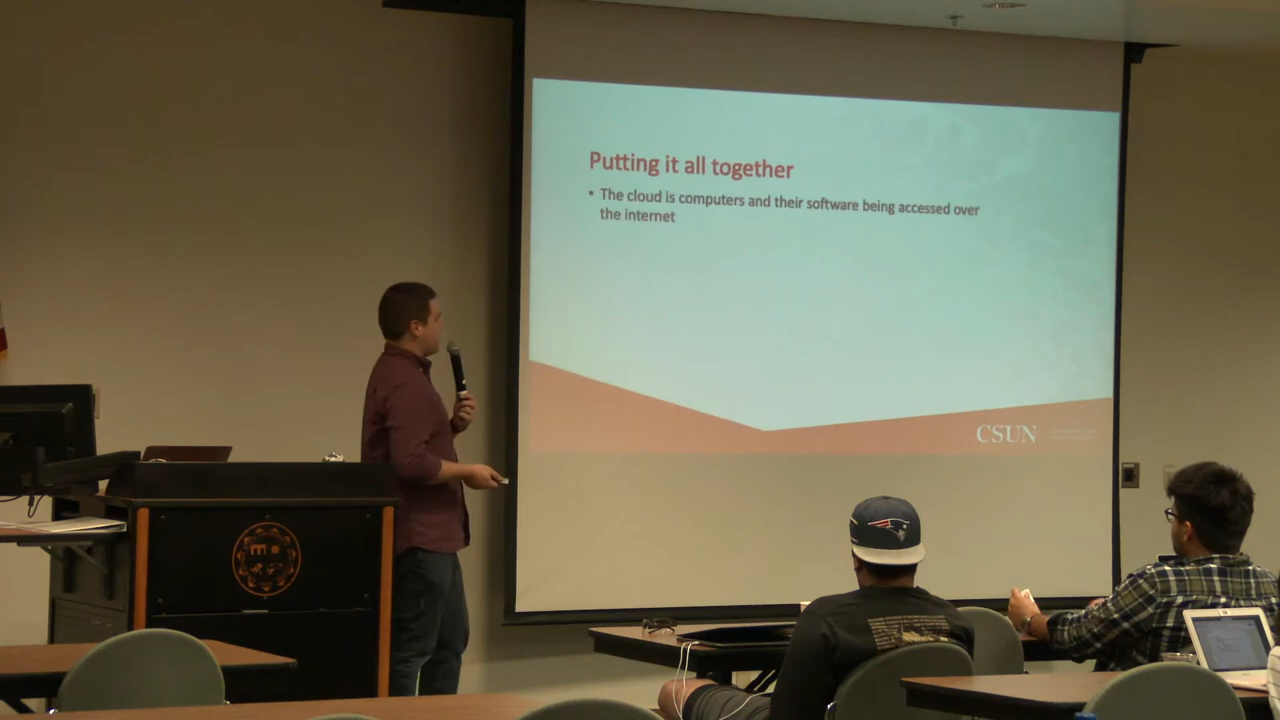 Putting it all together
• The cloud is computers and their software being accessed over
the internet
CSUN